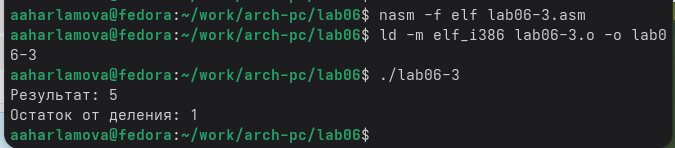 aaharlamova@fedora:~/work/arch-pc/lab06$ nasm -f elf lab06-3.asm
aaharlamova@fedora:~/work/arch-pc/lab06$ ld -m elf_i386 lab06-3.o -o lab0
6-3
aaharlamova@fedora:~/work/arch-pc/lab06$ ./lab06-3
Результат: 5
Остаток от деления: 1
aaharlamova@fedora:~/work/arch-pc/lab06$